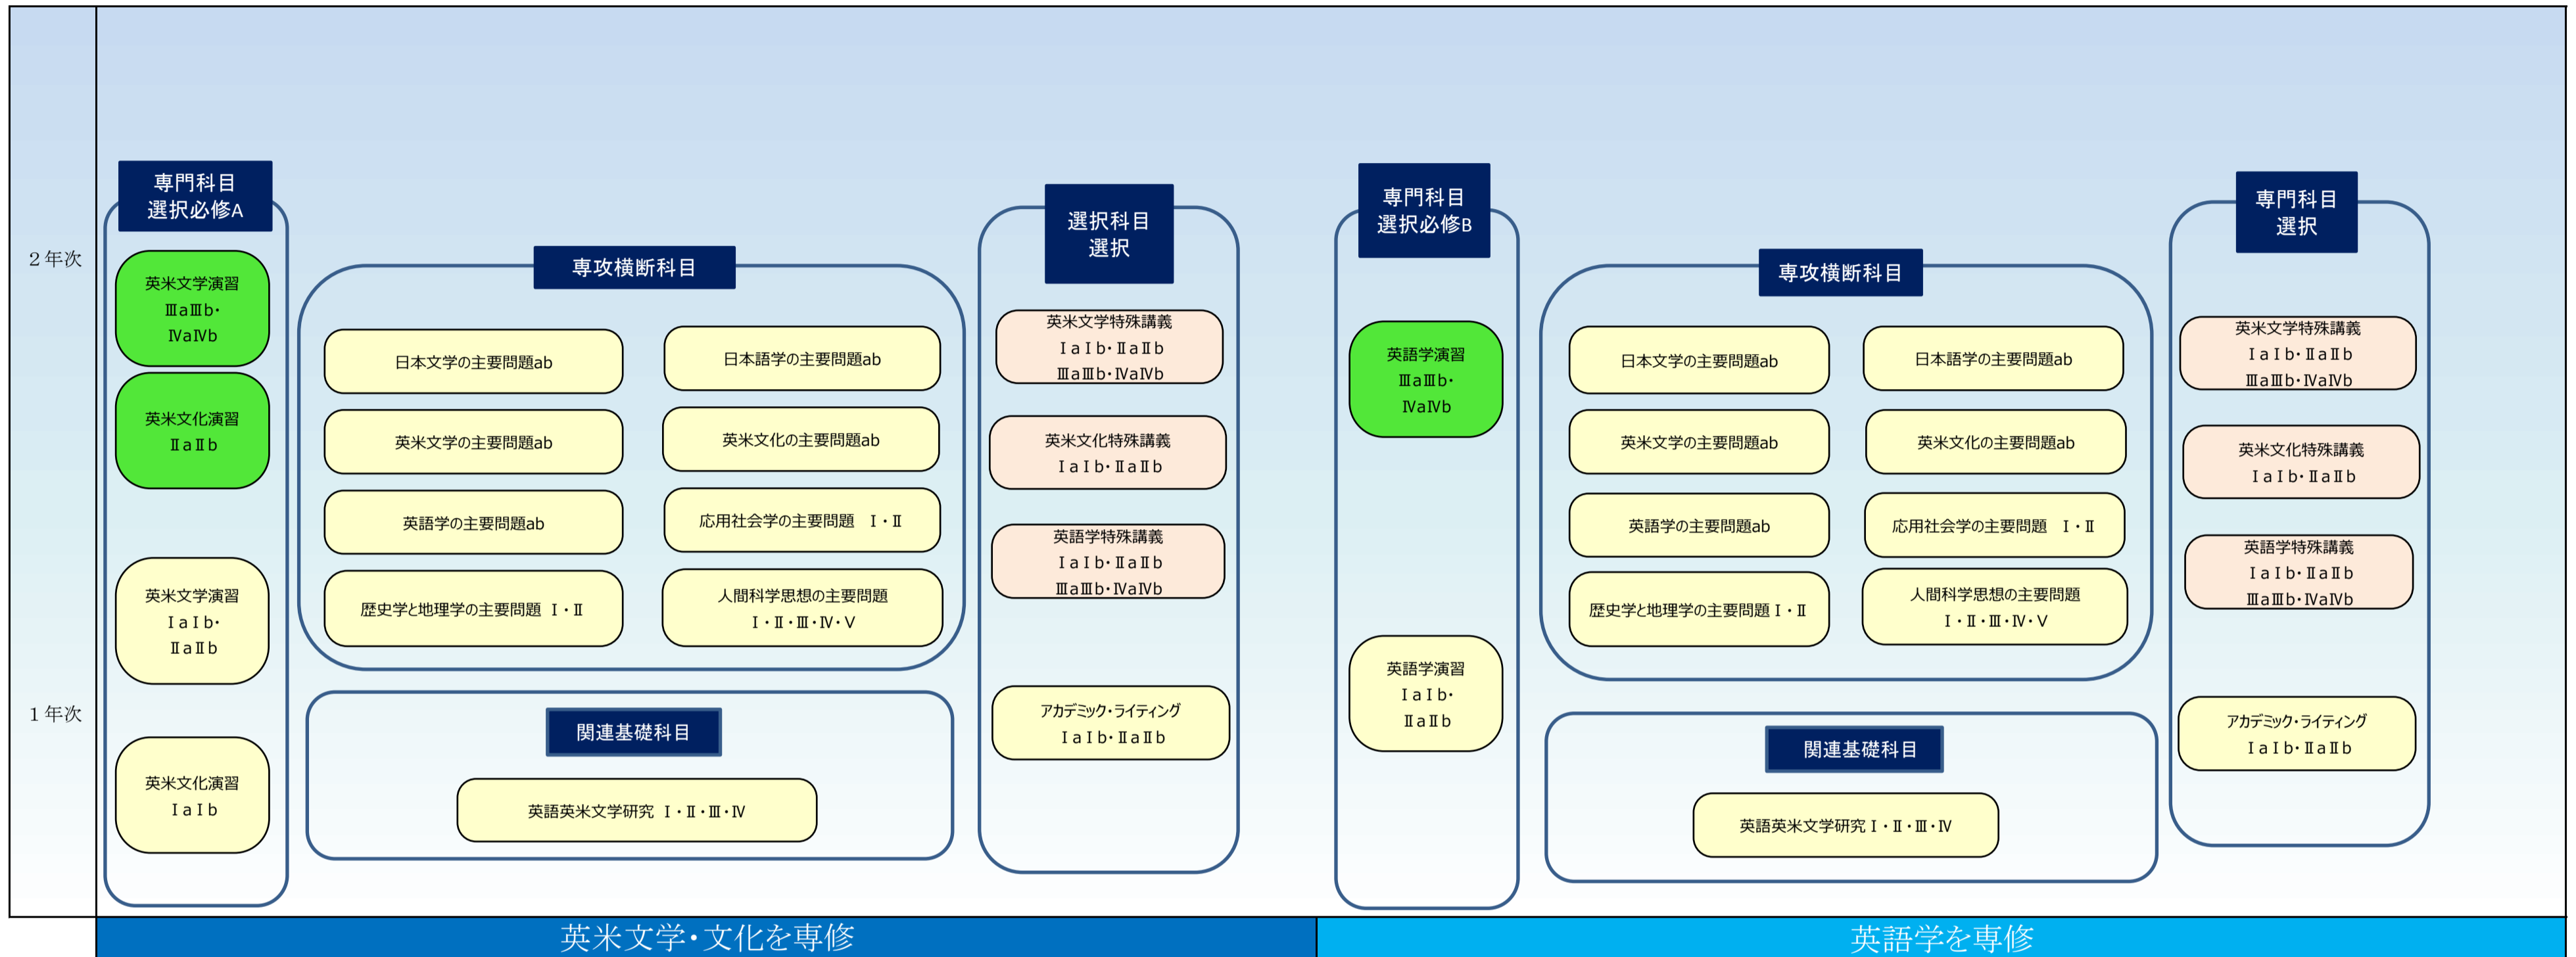 2年次
1年次
専門科目
選択必修A
英米文学演習
ⅢaⅢb・
ⅣaⅣb
英米文化演習
ⅡaⅡb
英米文学演習
ⅠaⅠb・
ⅡaⅡb
英米文化演習
ⅠaⅠb
専攻横断科目
日本文学の主要問題ab
日本語学の主要問題ab
英米文学の主要問題ab
英米文化の主要問題ab
英語学の主要問題ab
応用社会学の主要問題　Ⅰ・Ⅱ
歴史学と地理学の主要問題 Ⅰ・Ⅱ
人間科学思想の主要問題
Ⅰ・Ⅱ・Ⅲ・Ⅳ・Ⅴ
関連基礎科目
英語英米文学研究 Ⅰ・Ⅱ・Ⅲ・Ⅳ
選択科目
選択
英米文学特殊講義
ⅠaⅠb・ⅡaⅡb
ⅢaⅢb・ⅣaⅣb
英米文化特殊講義
ⅠaⅠb・ⅡaⅡb
英語学特殊講義
ⅠaⅠb・ⅡaⅡb
ⅢaⅢb・ⅣaⅣb
アカデミック・ライティング
ⅠaⅠb・ⅡaⅡb
専門科目
選択必修B
英語学演習
ⅢaⅢb・
ⅣaⅣb
英語学演習
ⅠaⅠb・
ⅡaⅡb
専攻横断科目
日本文学の主要問題ab
日本語学の主要問題ab
英米文学の主要問題ab
英米文化の主要問題ab
英語学の主要問題ab
応用社会学の主要問題　Ⅰ・Ⅱ
歴史学と地理学の主要問題Ⅰ・Ⅱ
人間科学思想の主要問題
Ⅰ・Ⅱ・Ⅲ・Ⅳ・Ⅴ
関連基礎科目
英語英米文学研究Ⅰ・Ⅱ・Ⅲ・Ⅳ
専門科目
選択
英米文学特殊講義
ⅠaⅠb・ⅡaⅡb
ⅢaⅢb・ⅣaⅣb
英米文化特殊講義
ⅠaⅠb・ⅡaⅡb
英語学特殊講義
ⅠaⅠb・ⅡaⅡb
ⅢaⅢb・ⅣaⅣb
アカデミック・ライティング
ⅠaⅠb・ⅡaⅡb
英米文学・文化を専修
英語学を専修